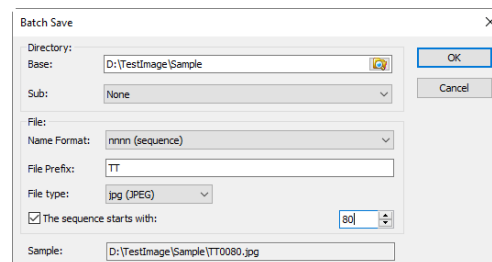 Batch Save
Directory:
Base: D:\TestImage\Sample OK
Sub: None Cancel
File:
Name Format: nnnn (sequence)
File Prefix: TT
File type: jpg (JPEG)
The sequence starts with: 80
Sample: D:\TestImage\Sample\TT0080.jpg